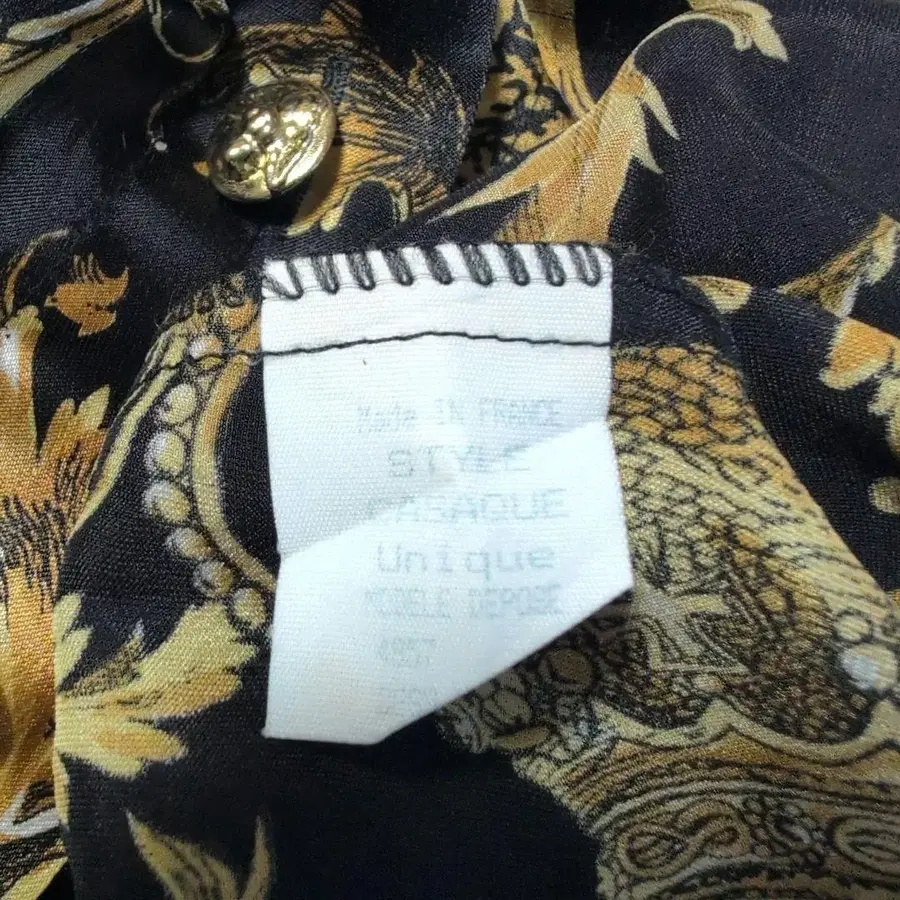 Made IN FRANCE
STYLE
CASAQUE
Unique
MODELE DEPOSE